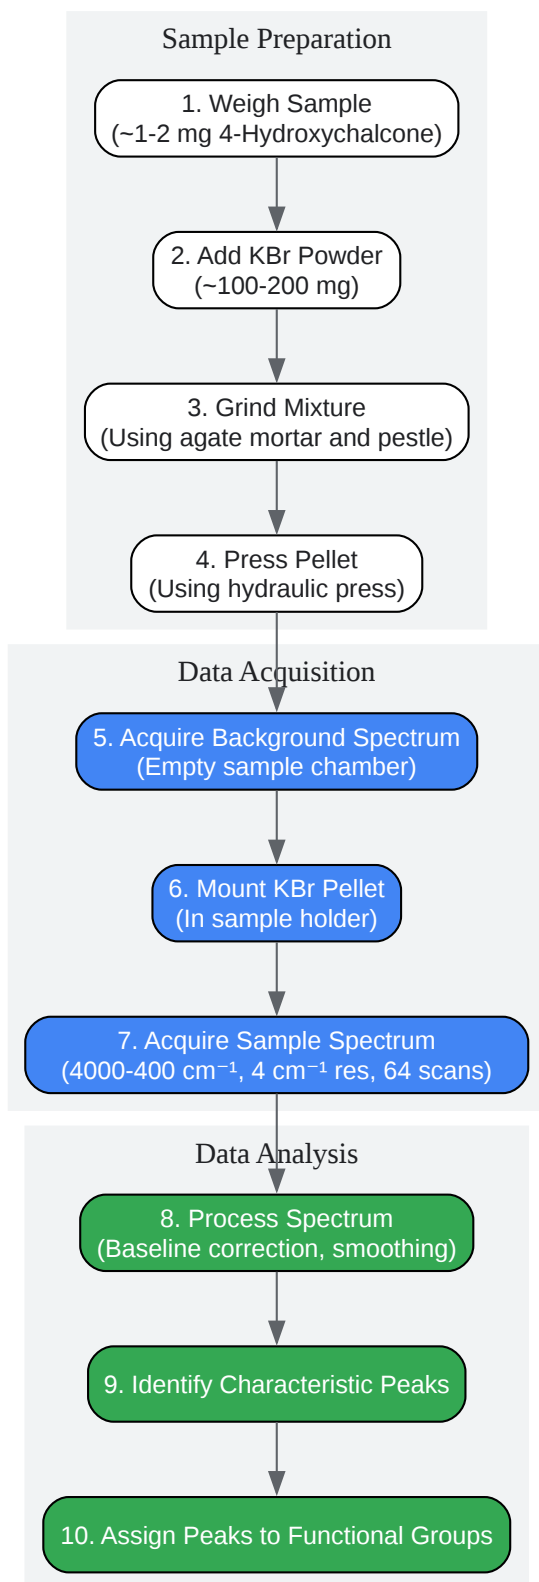 Sample Preparation
1. Weigh Sample
(~1-2 mg 4-Hydroxychalcone)
2. Add KBr Powder
(~100-200 mg)
3. Grind Mixture
(Using agate mortar and pestle)
4. Press Pellet
(Using hydraulic press)
Data Acquisition
5. Acquire Background Spectrum
(Empty sample chamber)
6. Mount KBr Pellet
(In sample holder)
7. Acquire Sample Spectrum
(4000-400 cm⁻¹, 4 cm⁻¹ res, 64 scans)
Data Analysis
8. Process Spectrum
(Baseline correction, smoothing)
9. Identify Characteristic Peaks
10. Assign Peaks to Functional Groups